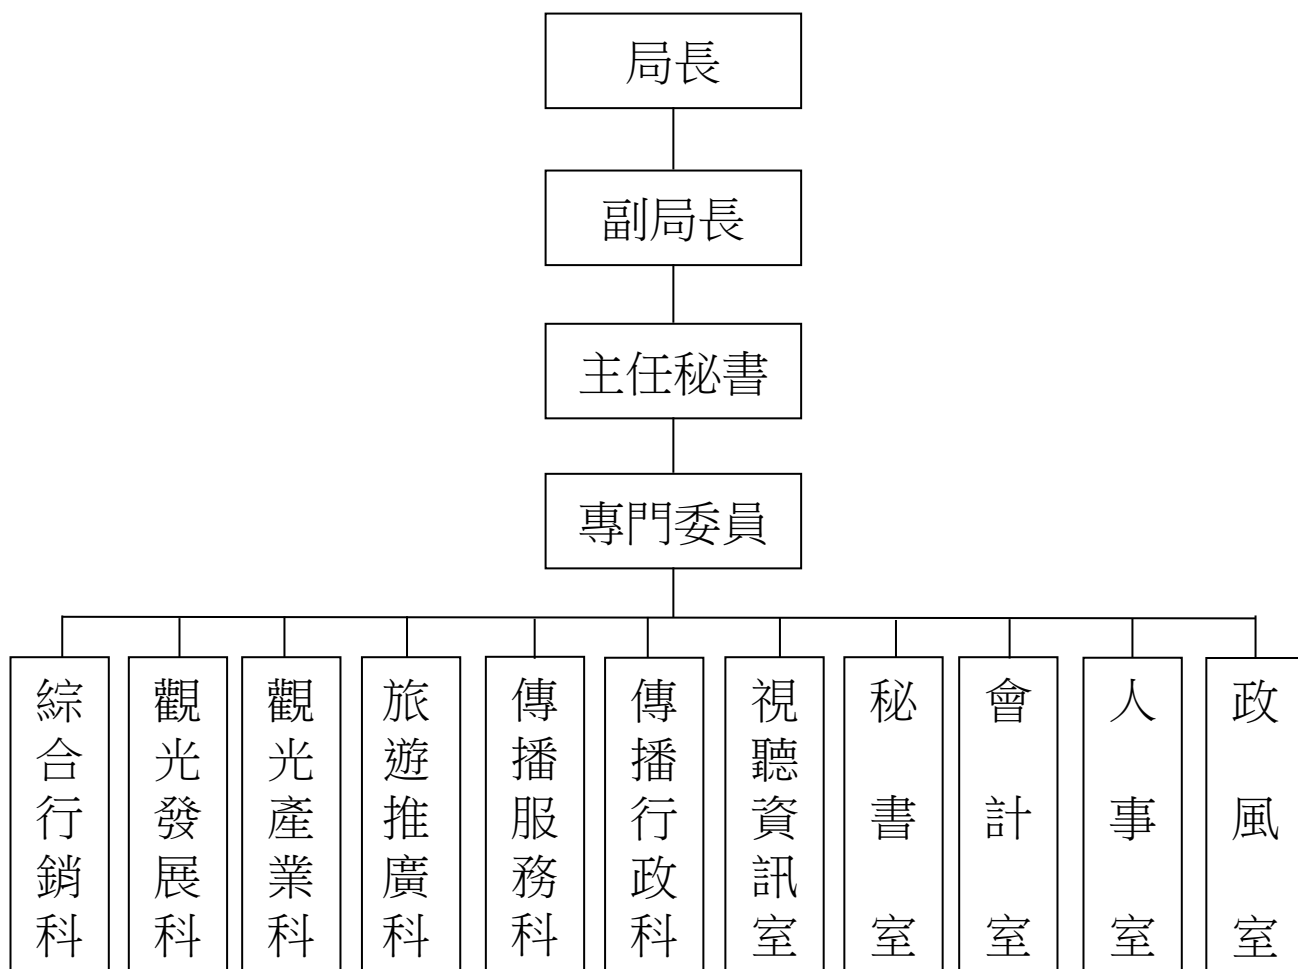 局長
副局長
主任秘書
專門委員
綜合行銷科
觀光發展科
觀光產業科
旅遊推廣科
傳播服務科
傳播行政科
視聽資訊室
秘書室
會計室
人事室
政風室